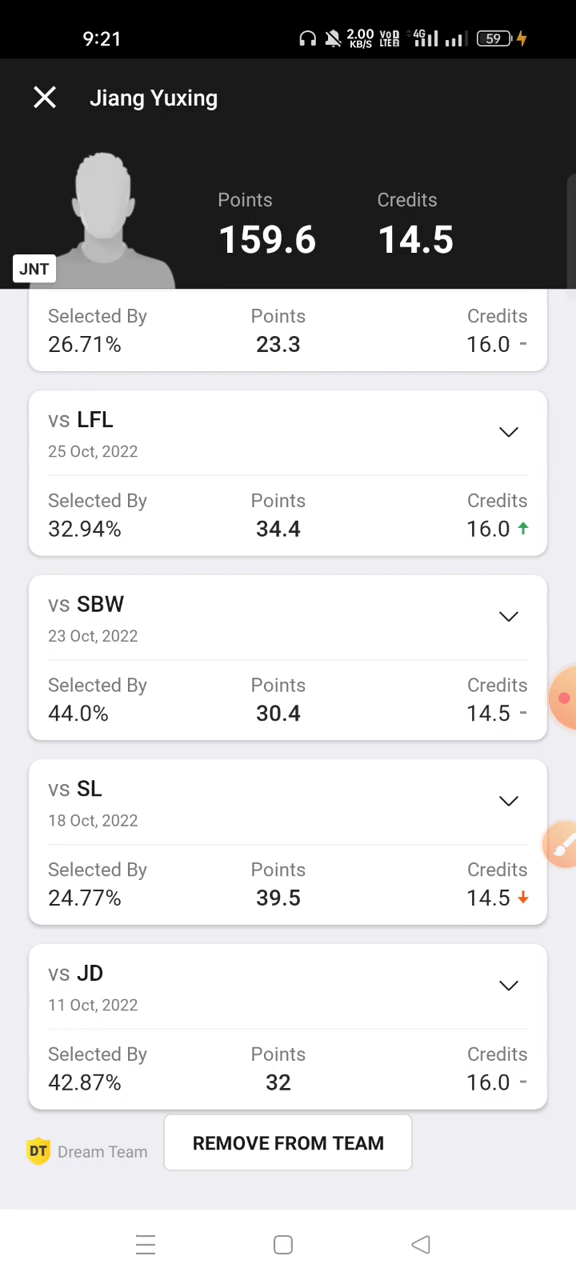 9:21
2.00 KB/S VoD LTE 4G 59
Jiang Yuxing
Points Credits
159.6 14.5
JNT
Selected By Points Credits
26.71% 23.3 16.0 -
vs LFL
25 Oct, 2022
Selected By Points Credits
32.94% 34.4 16.0
vs SBW
23 Oct, 2022
Selected By Points Credits
44.0% 30.4 14.5 -
vs SL
18 Oct, 2022
Selected By Points Credits
24.77% 39.5 14.5
vs JD
11 Oct, 2022
Selected By Points Credits
42.87% 32 16.0 -
DT Dream Team REMOVE FROM TEAM